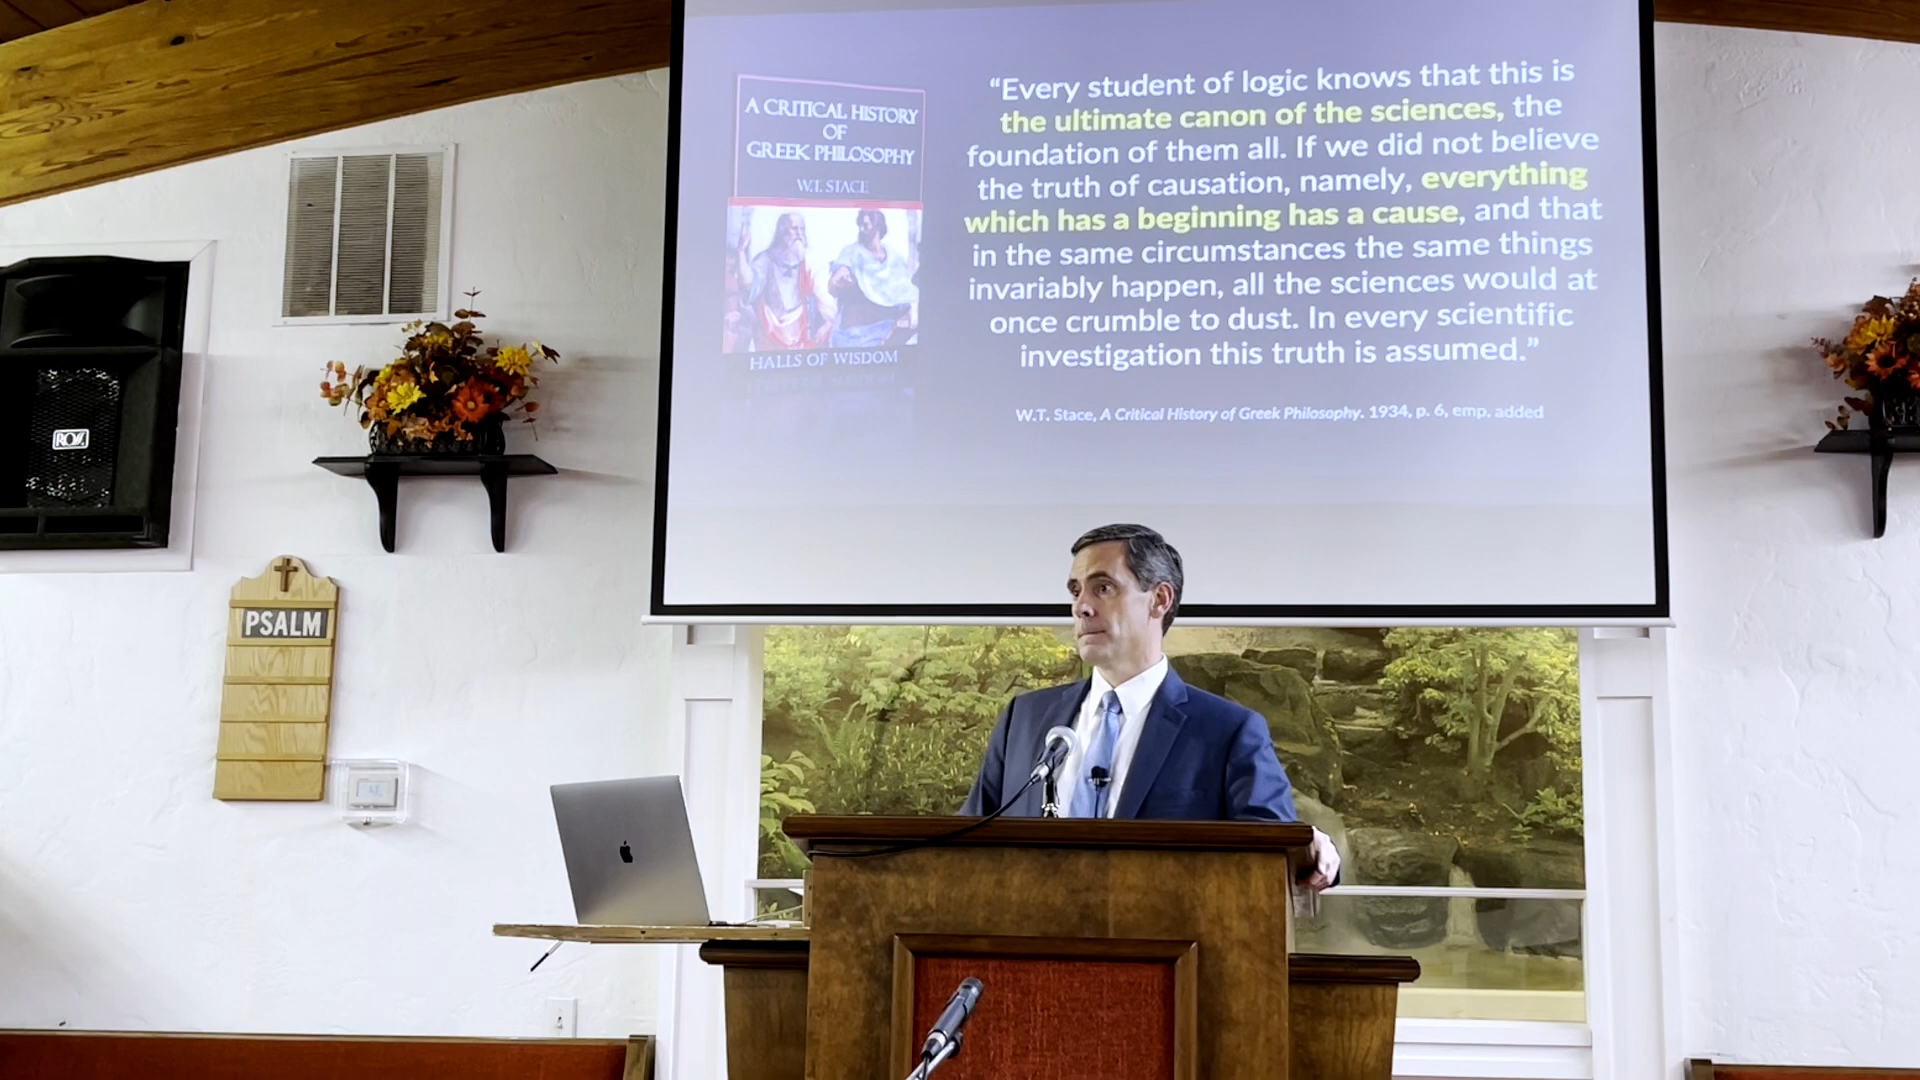 A CRITICAL HISTORY
OF
GREEK PHILOSOPHY
W.T. STACE
HALLS OF WISDOM
“Every student of logic knows that this is
the ultimate canon of the sciences, the
foundation of them all. If we did not believe
the truth of causation, namely, everything
which has a beginning has a cause, and that
in the same circumstances the same things
invariably happen, all the sciences would at
once crumble to dust. In every scientific
investigation this truth is assumed.”
W.T. Stace, A Critical History of Greek Philosophy. 1934, p. 6, emp. added
PSALM